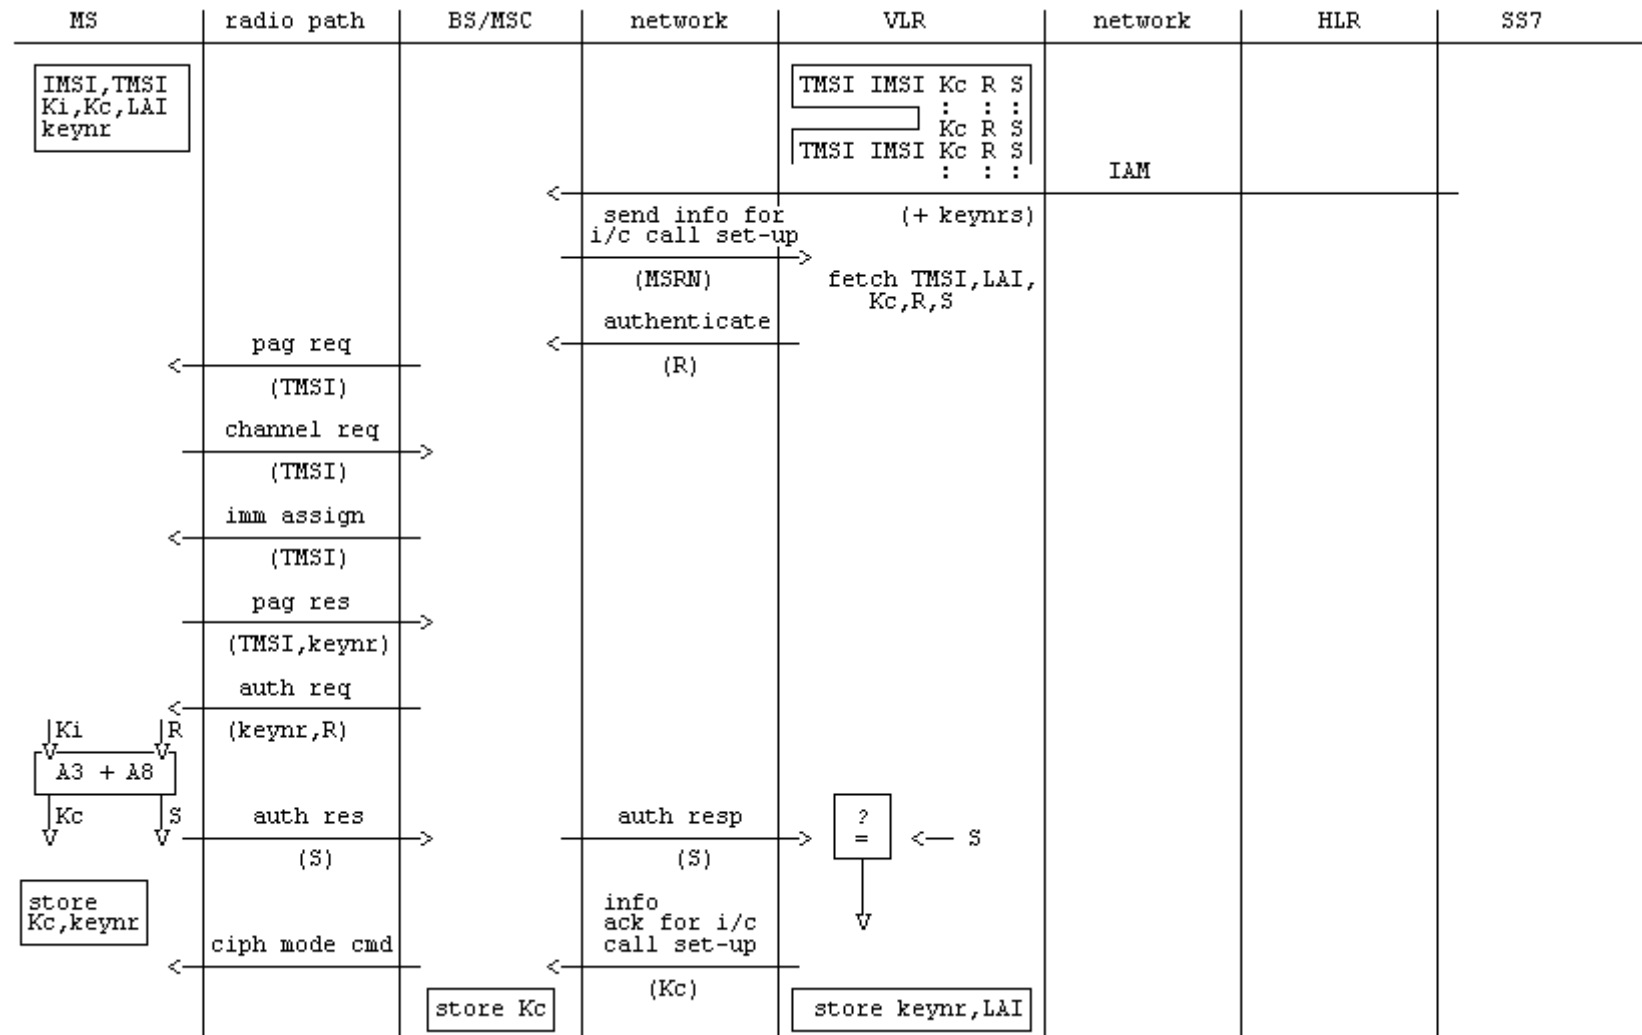 MS radio path BS/MSC network VLR network HLR SS7
IMSI,TMSI
Ki,Kc,LAI
keynr
TMSI IMSI Kc R S
: : :
Kc R S
TMSI IMSI Kc R S
: : :
IAM
(+ keynrs)
send info for
i/c call set-up
(MSRN)
fetch TMSI,LAI,
Kc,R,S
authenticate
(R)
pag req
(TMSI)
channel req
(TMSI)
imm assign
(TMSI)
pag res
(TMSI,keynr)
auth req
(keynr,R)
Ki R
A3 + A8
Kc S
auth res
(S)
auth resp
(S)
?
=
S
store
Kc,keynr
info
ack for i/c
call set-up
(Kc)
ciph mode cmd
store Kc
store keynr,LAI